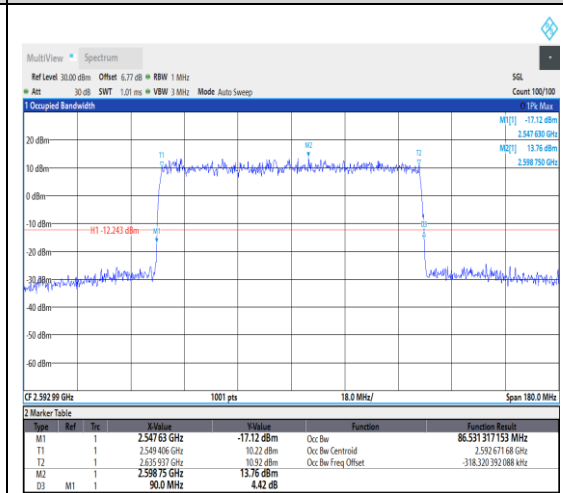 MultiView Spectrum
Ref Level 30.00 dBm Offset 6.77 dB RBW 1 MHz SGL
Att 30 dB SWT 1.01 ms VBW 3 MHz Mode Auto Sweep Count 100/100
1 Occupied Bandwidth 1Pk Max
M1[1] -17.12 dBm
2.547 630 GHz
M2[1] 13.76 dBm
2.598 750 GHz
20 dBm
T1 M2 T2
10 dBm
0 dBm
-10 dBm
H1 -12.243 dBm M1 D3
-20 dBm
-30 dBm
-40 dBm
-50 dBm
-60 dBm
CF 2.592 99 GHz 1001 pts 18.0 MHz/ Span 180.0 MHz
2 Marker Table
Type Ref Trc X-Value Y-Value Function Function Result
M1 1 2.547 63 GHz -17.12 dBm Occ Bw 86.531 317 153 MHz
T1 1 2.549 406 GHz 10.22 dBm Occ Bw Centroid 2.592 671 68 GHz
T2 1 2.635 937 GHz 10.92 dBm Occ Bw Freq Offset -318.320 392 088 kHz
M2 1 2.598 75 GHz 13.76 dBm
D3 M1 1 90.0 MHz 4.42 dB